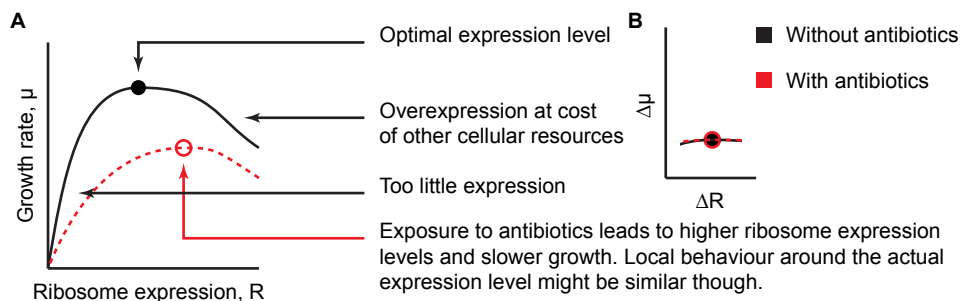 A
Growth rate, μ
Ribosome expression, R
Optimal expression level
Overexpression at cost
of other cellular resources
Too little expression
Exposure to antibiotics leads to higher ribosome expression
levels and slower growth. Local behaviour around the actual
expression level might be similar though.
B
Δμ
ΔR
Without antibiotics
With antibiotics